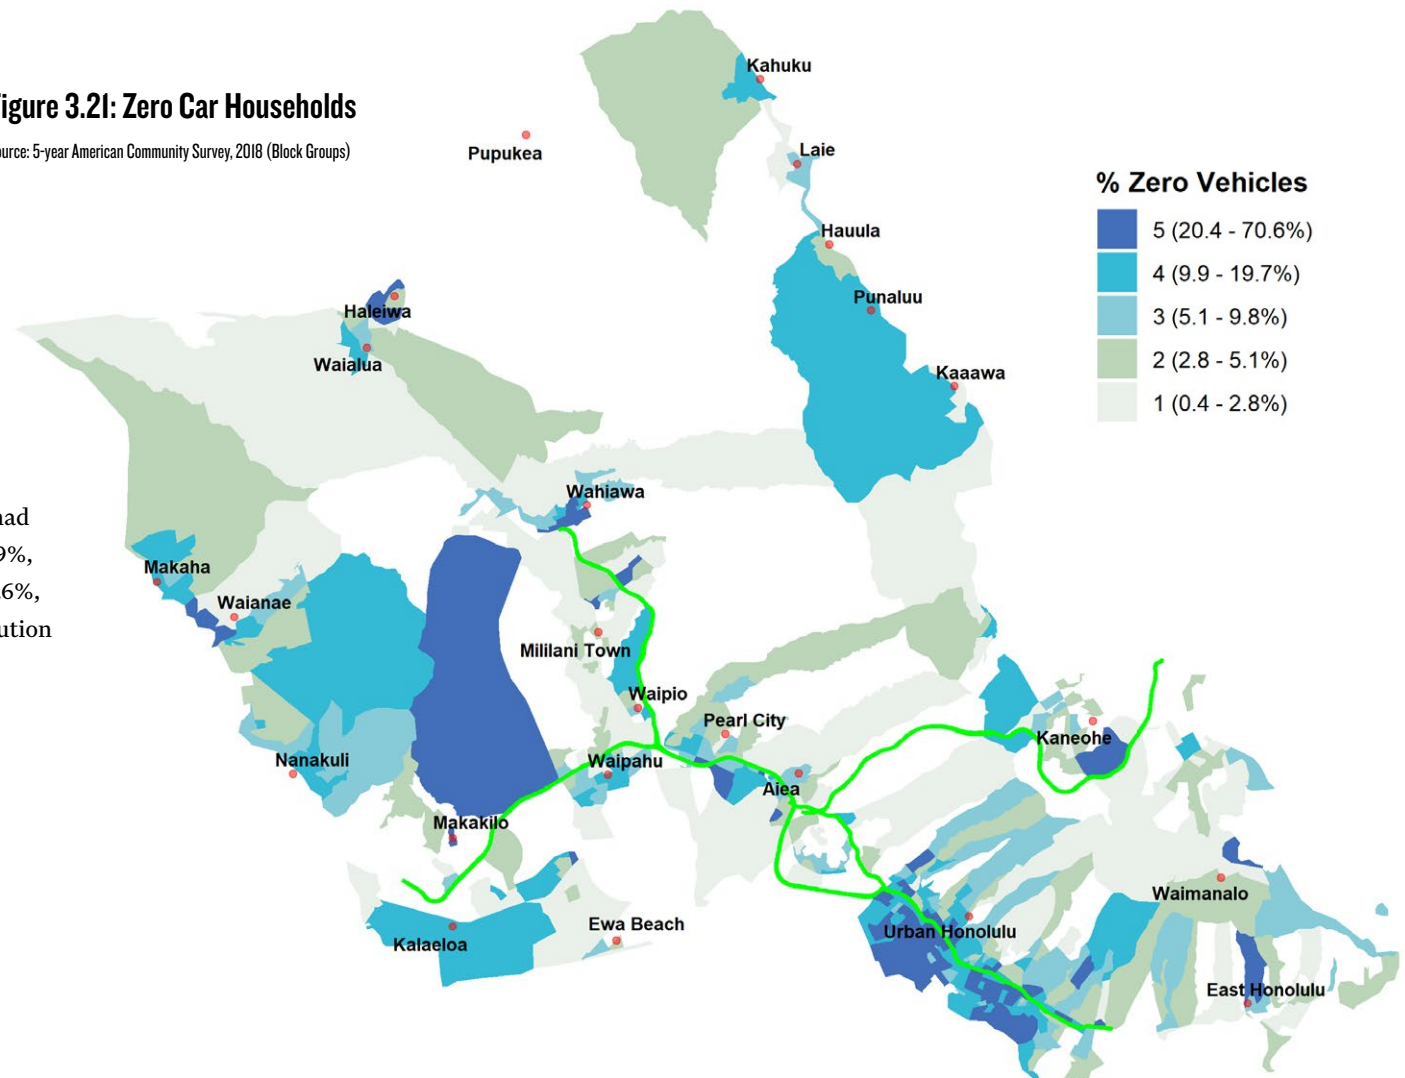 igure 3.21: Zero Car Households
ource: 5-year American Community Survey, 2018 (Block Groups)
Kahuku
Pupukea
Laie
% Zero Vehicles
5 (20.4 - 70.6%)
4 (9.9 - 19.7%)
3 (5.1 - 9.8%)
2 (2.8 - 5.1%)
1 (0.4 - 2.8%)
Hauula
Punaluu
Haleiwa
Waialua
Kaaawa
Wahiawa
had
9%,
.6%,
ution
Makaha
Waianae
Mililani Town
Waipio
Pearl City
Kaneohe
Nanakuli
Waipahu
Aiea
Makakilo
Waimanalo
Ewa Beach
Urban Honolulu
Kalaeloa
East Honolulu